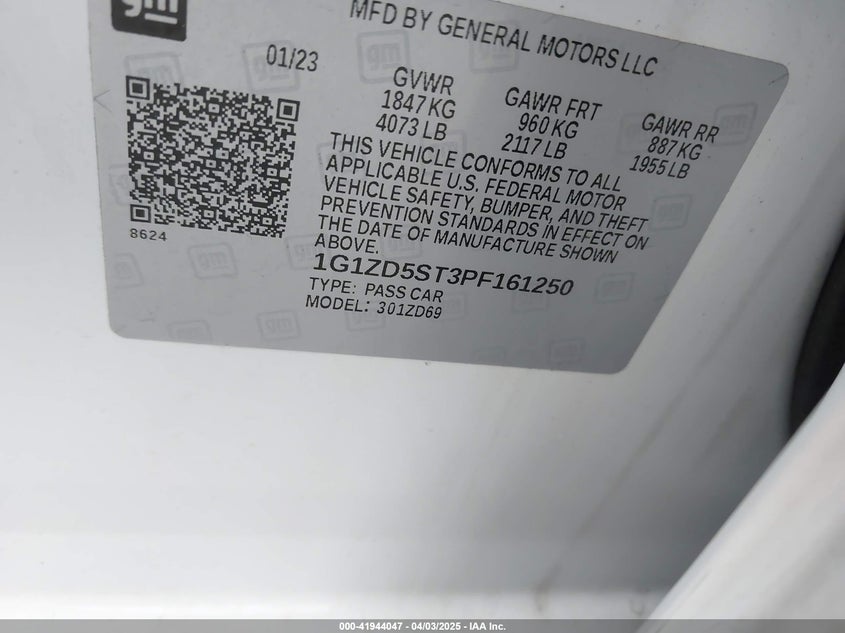 gm
MFD BY GENERAL MOTORS LLC
01/23
GVWR
1847 KG
4073 LB
GAWR FRT
960 KG
2117 LB
GAWR RR
887 KG
1955 LB
THIS VEHICLE CONFORMS TO ALL
APPLICABLE U.S. FEDERAL MOTOR
VEHICLE SAFETY, BUMPER, AND THEFT
PREVENTION STANDARDS IN EFFECT ON
THE DATE OF MANUFACTURE SHOWN
ABOVE.
8624
1G1ZD5ST3PF161250
TYPE: PASS CAR
MODEL: 301ZD69
000-41944047 - 04/03/2025 - IAA Inc.